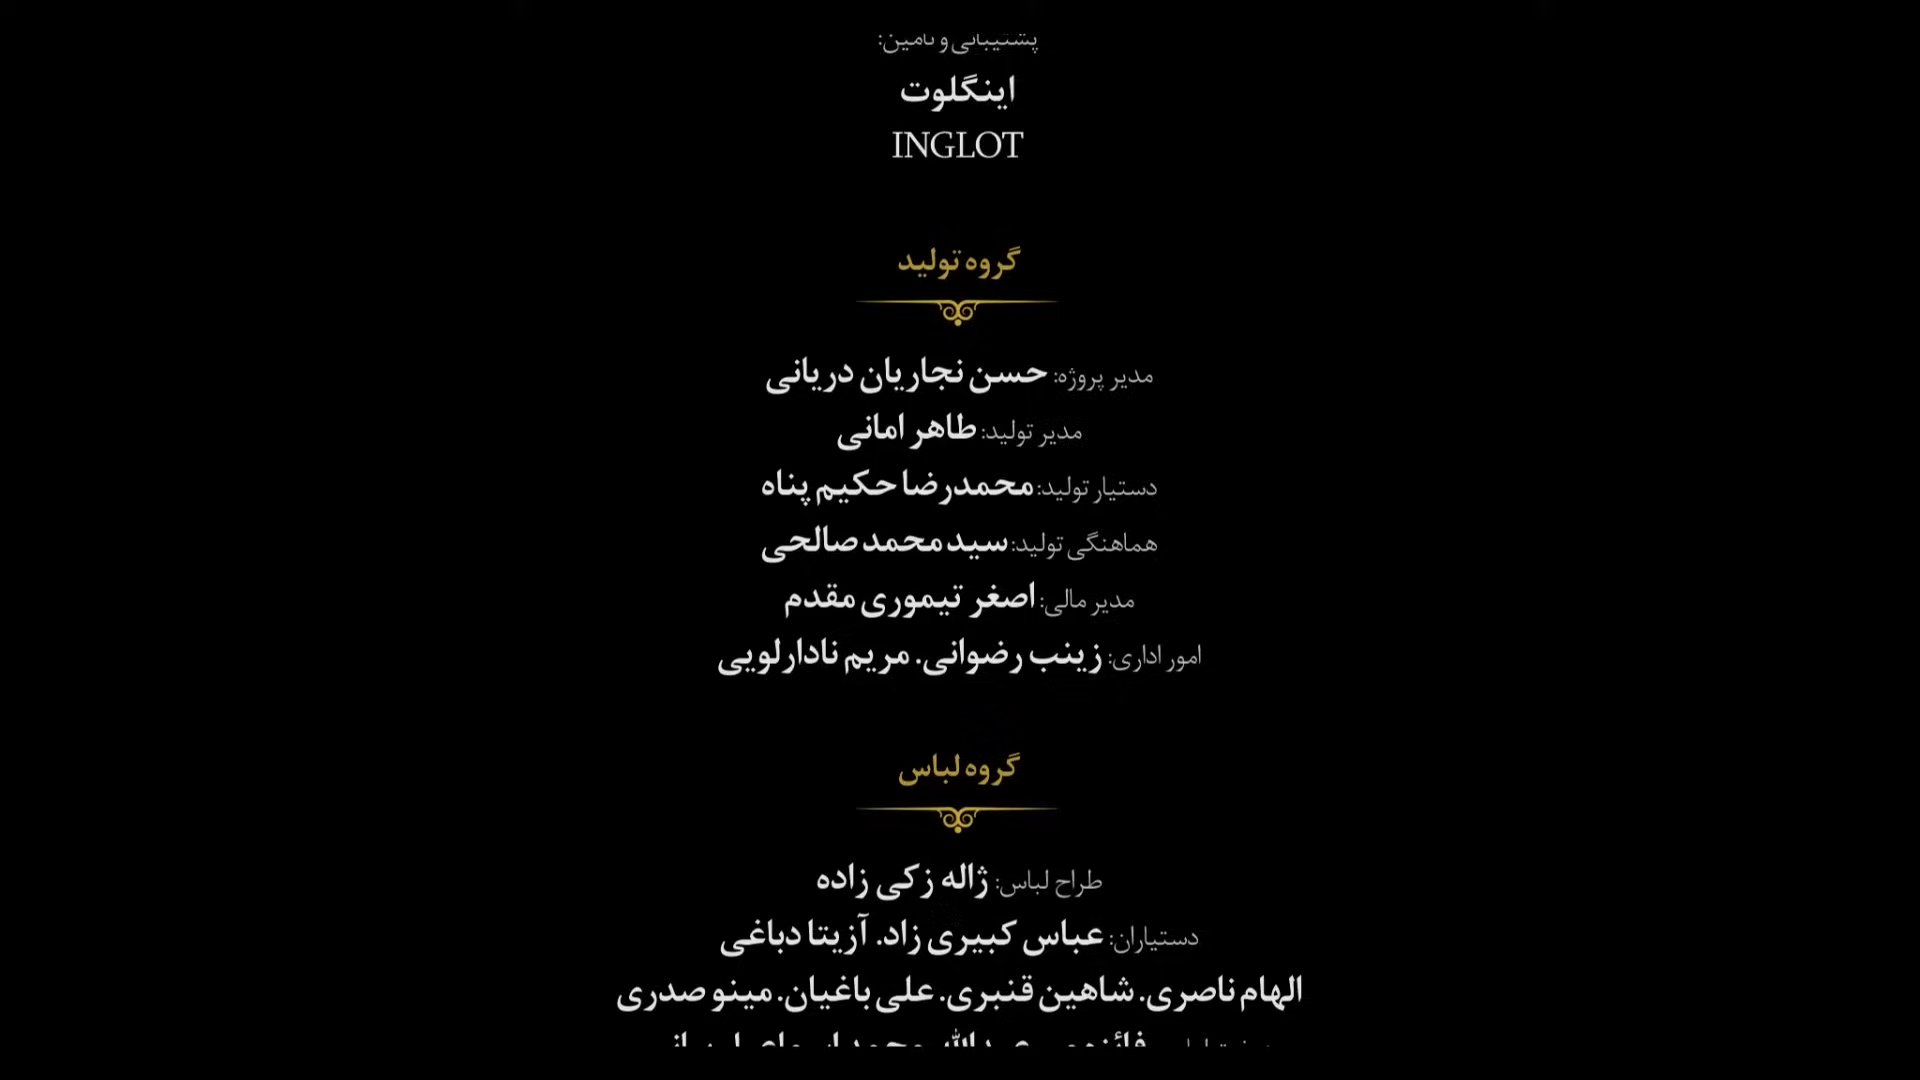 پشتیبانی و تامین:
اینگلوت
INGLOT
گروه تولید
مدیر پروژه: حسن نجاریان دریانی
مدیر تولید: طاهر امانی
دستیار تولید: محمدرضا حکیم پناه
هماهنگی تولید: سید محمد صالحی
مدیر مالی: اصغر تیموری مقدم
امور اداری: زینب رضوانی. مریم نادارلویی
گروه لباس
طراح لباس: ژاله زکی زاده
دستیاران: عباس کبیری زاد. آزیتا دباغی
الهام ناصری. شاهین قنبری. علی باغیان. مینو صدری